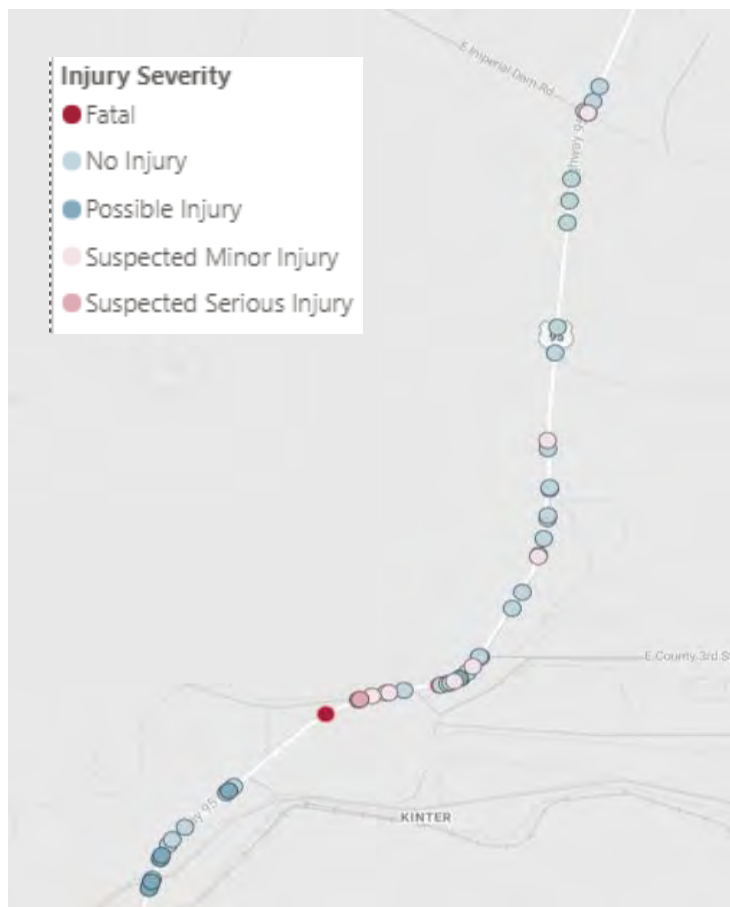 Injury Severity
Fatal
No Injury
Possible Injury
Suspected Minor Injury
Suspected Serious Injury
E Imperial Dam Rd
95
E County 3rd S
KINTER